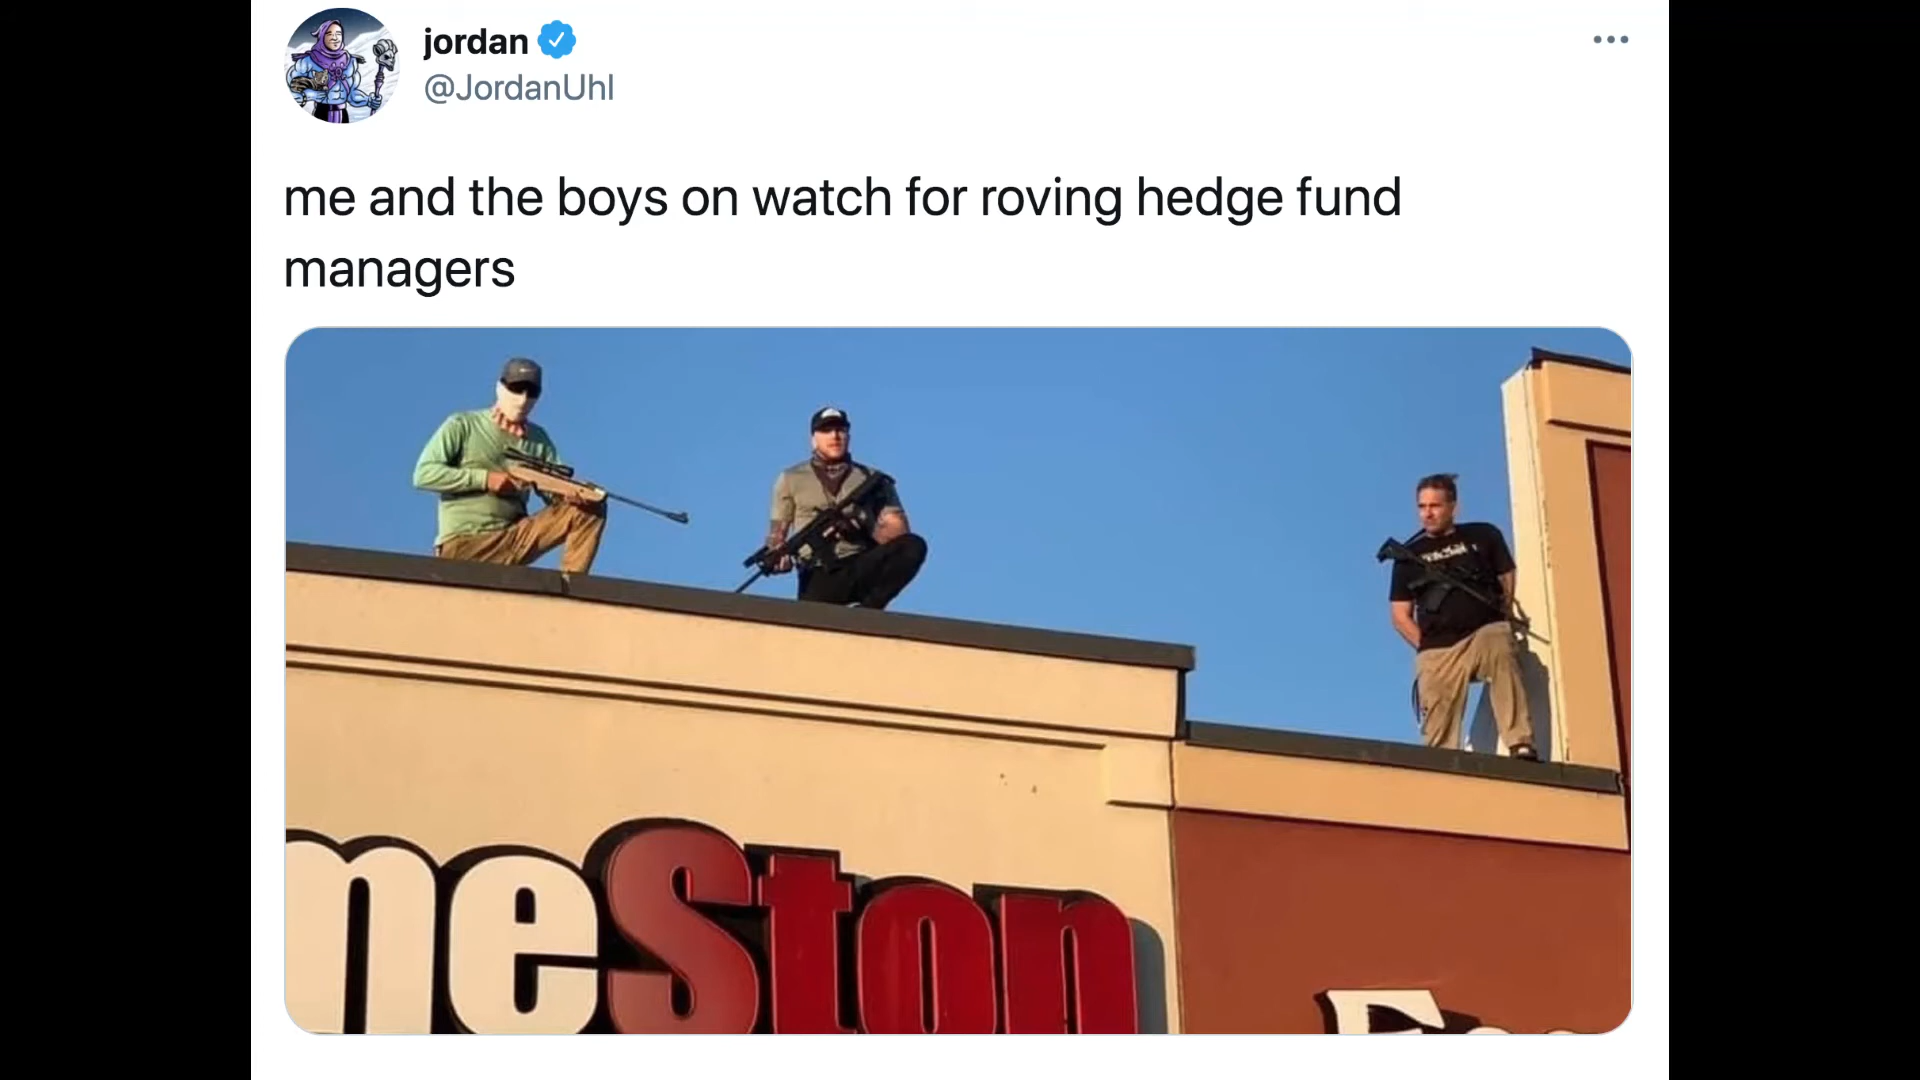 jordan
@JordanUhl
me and the boys on watch for roving hedge fund
managers
meStop